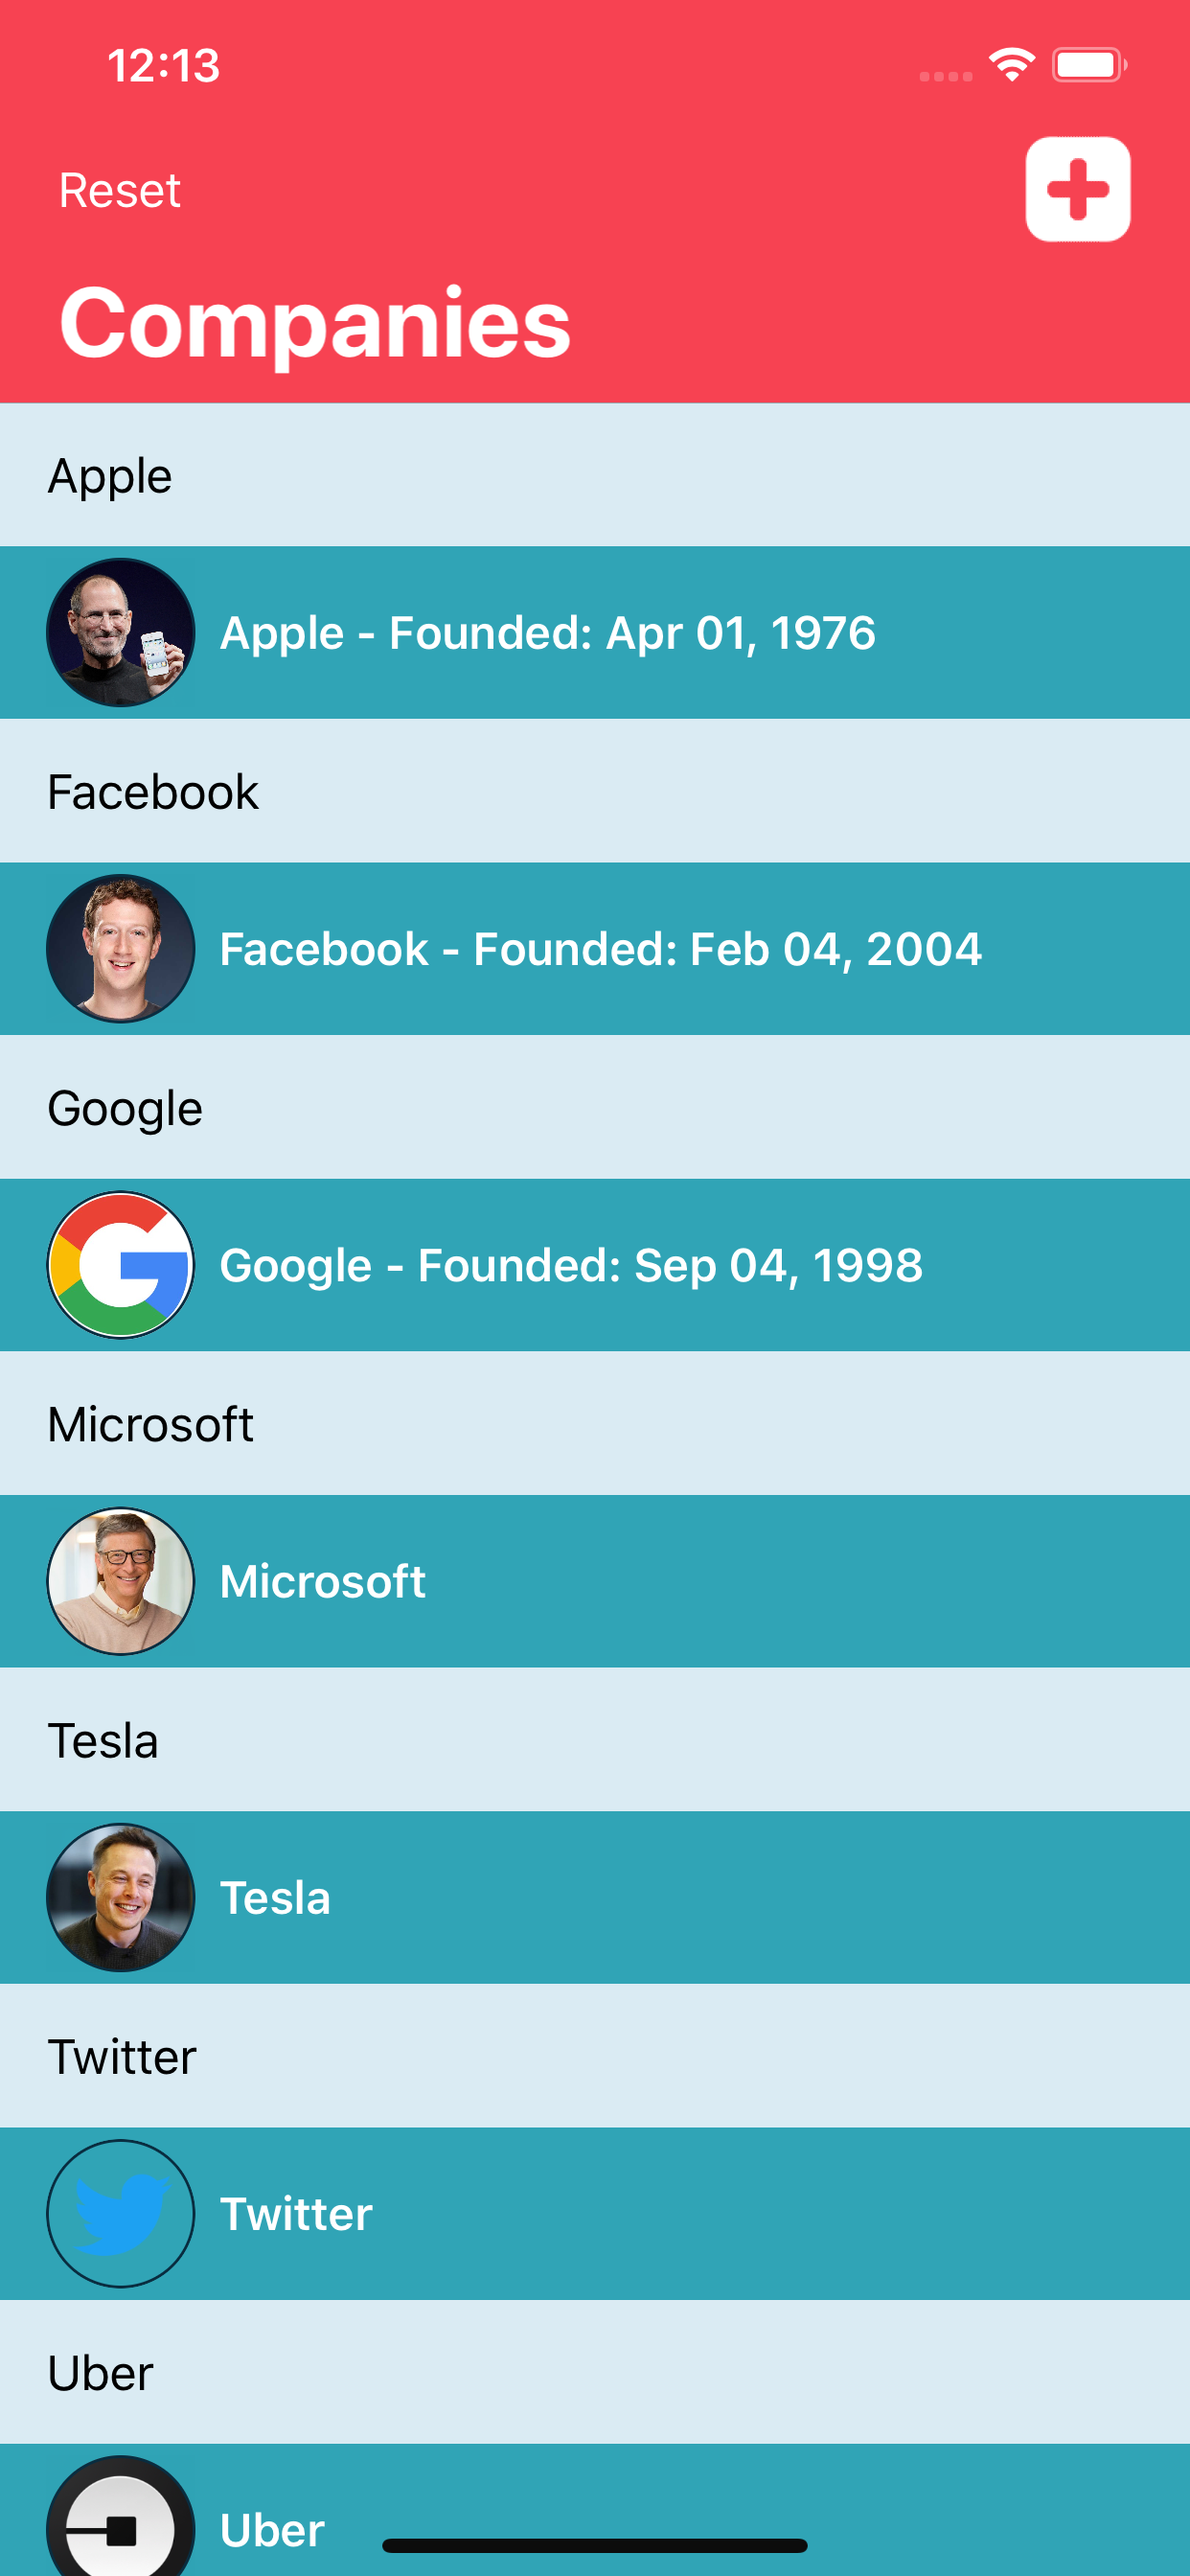 12:13
Reset
Companies
Apple
Apple - Founded: Apr 01, 1976
Facebook
Facebook - Founded: Feb 04, 2004
Google
Google - Founded: Sep 04, 1998
Microsoft
Microsoft
Tesla
Tesla
Twitter
Twitter
Uber
Uber